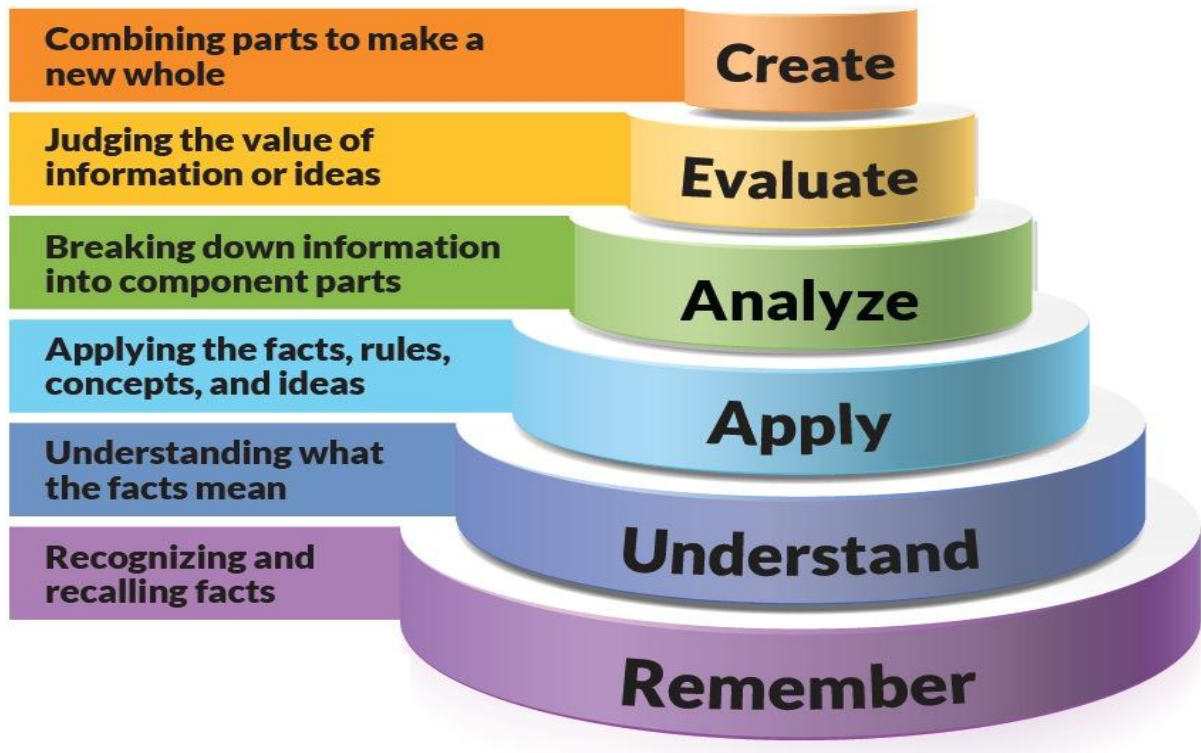 Combining parts to make a
new whole
Create
Judging the value of
information or ideas
Evaluate
Breaking down information
into component parts
Analyze
Applying the facts, rules,
concepts, and ideas
Apply
Understanding what
the facts mean
Understand
Recognizing and
recalling facts
Remember